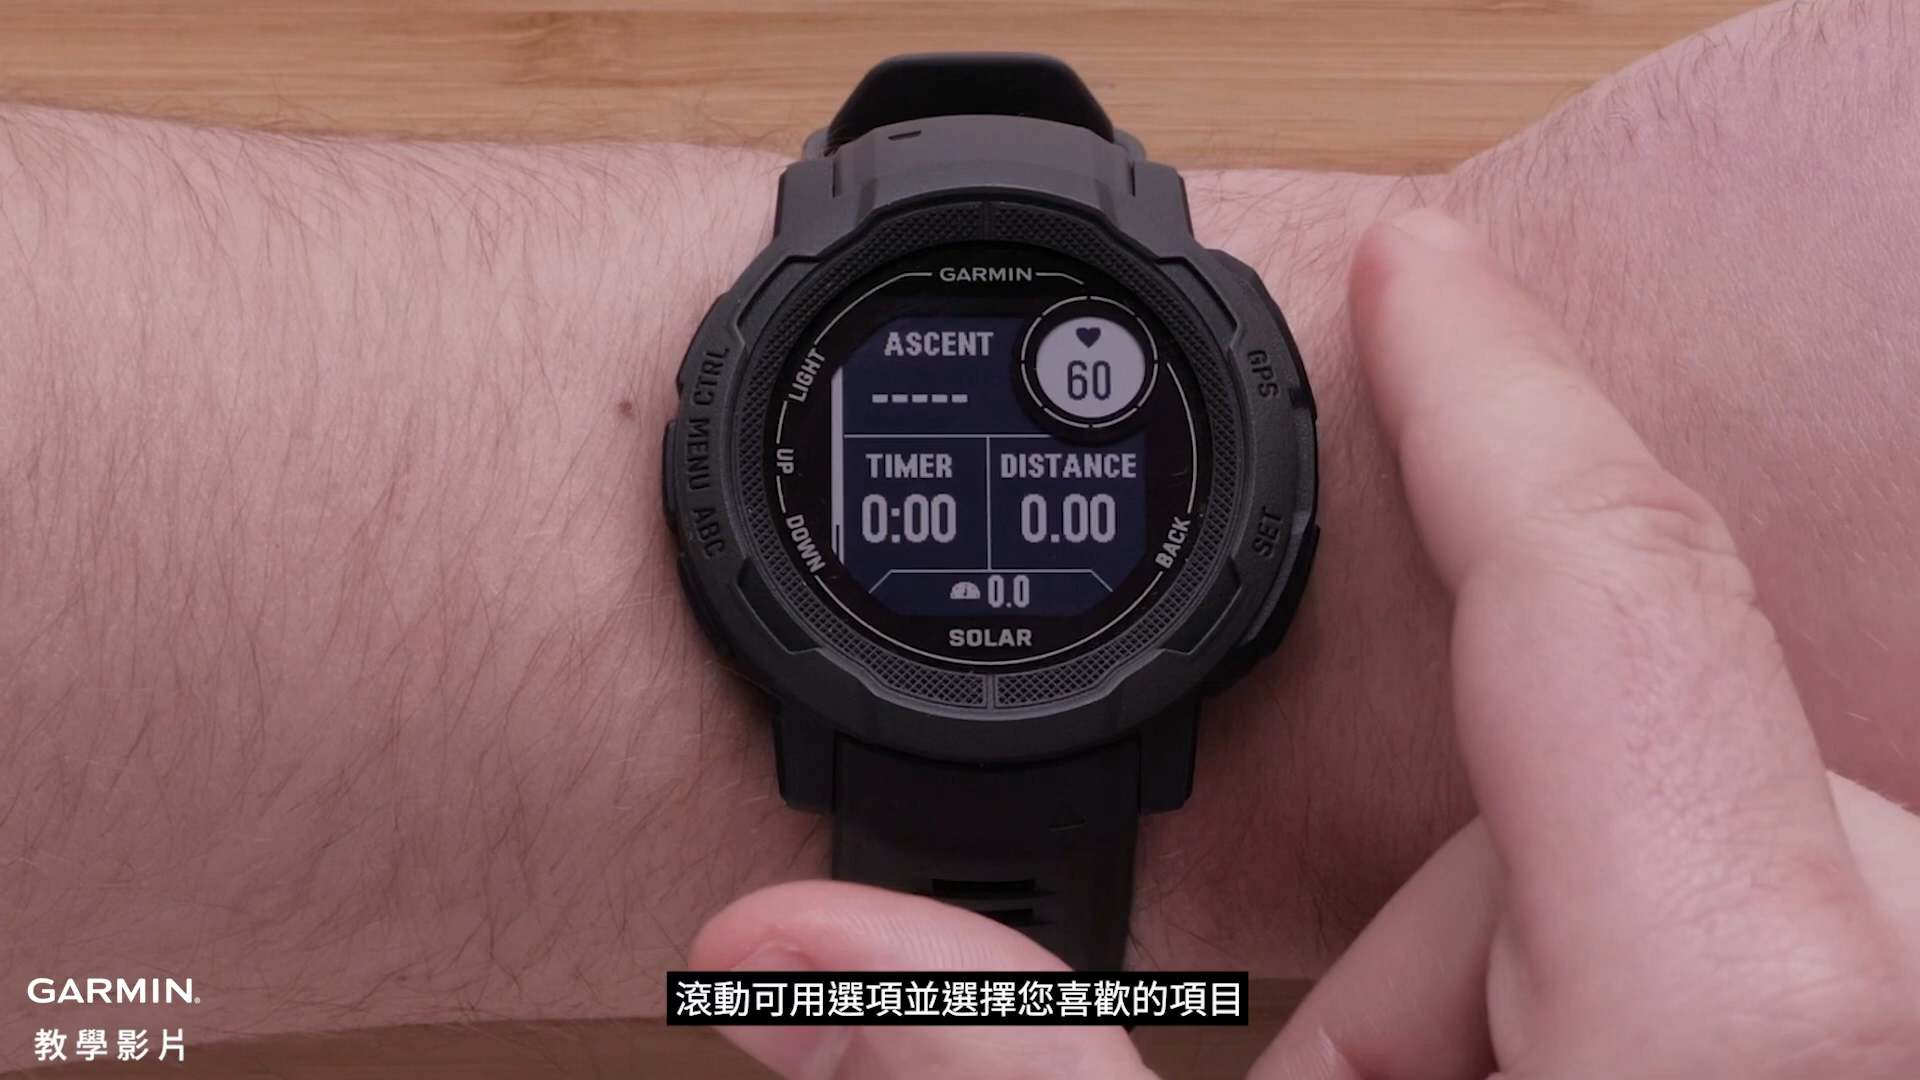 GARMIN
ASCENT
-----
60
TIMER
DISTANCE
0:00
0.00
0.0
SOLAR
LIGHT
CTRL
UP
MENU
DOWN
ABC
GPS
BACK
SET
滾動可用選項並選擇您喜歡的項目
GARMIN®
教學影片